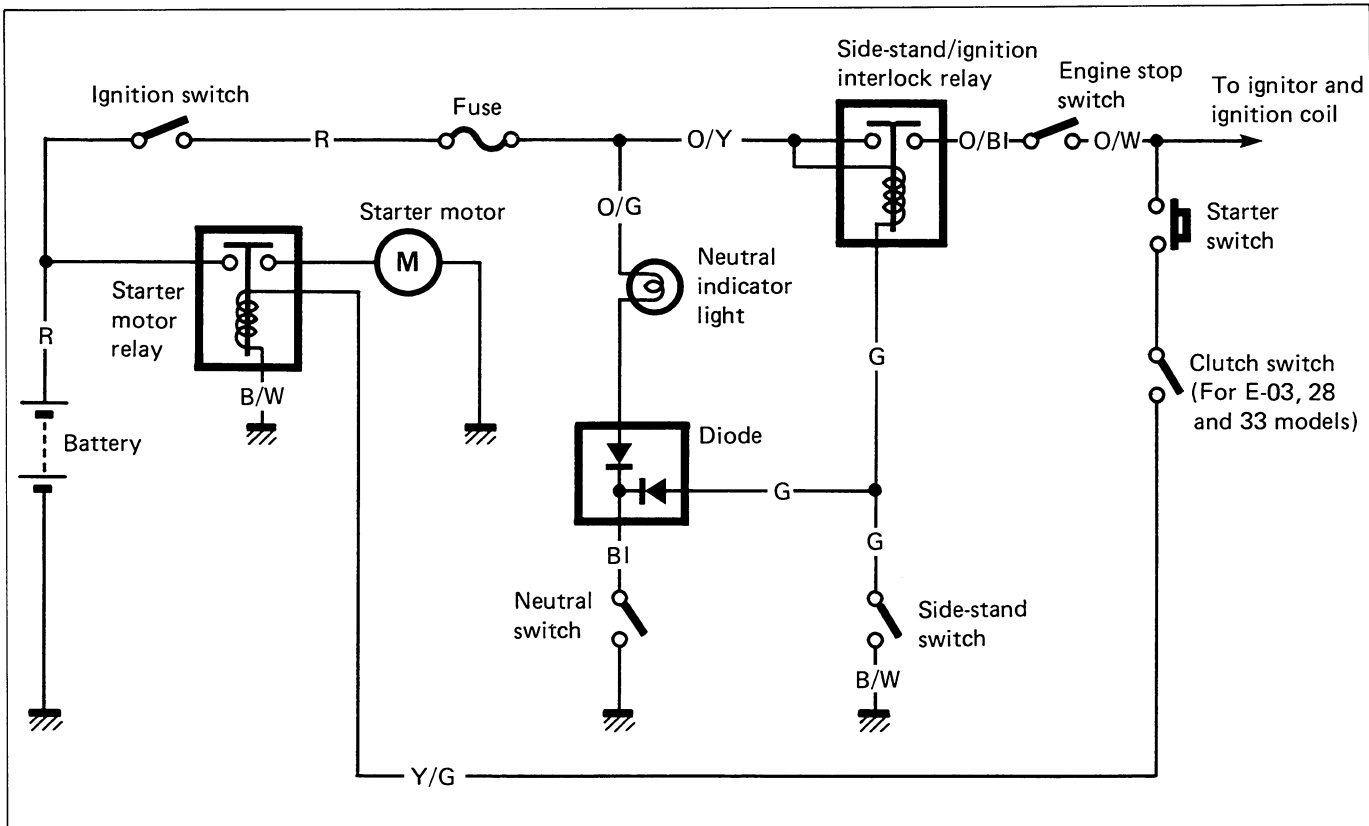 Side-stand/ignition
interlock relay
Engine stop
switch
To ignitor and
ignition coil
Ignition switch
Fuse
R
O/Y
O/Bl
O/W
O/G
Starter motor
M
Starter
switch
Neutral
indicator
light
Starter
motor
relay
R
G
Clutch switch
(For E-03, 28
and 33 models)
B/W
Battery
Diode
G
G
Bl
Neutral
switch
Side-stand
switch
B/W
Y/G